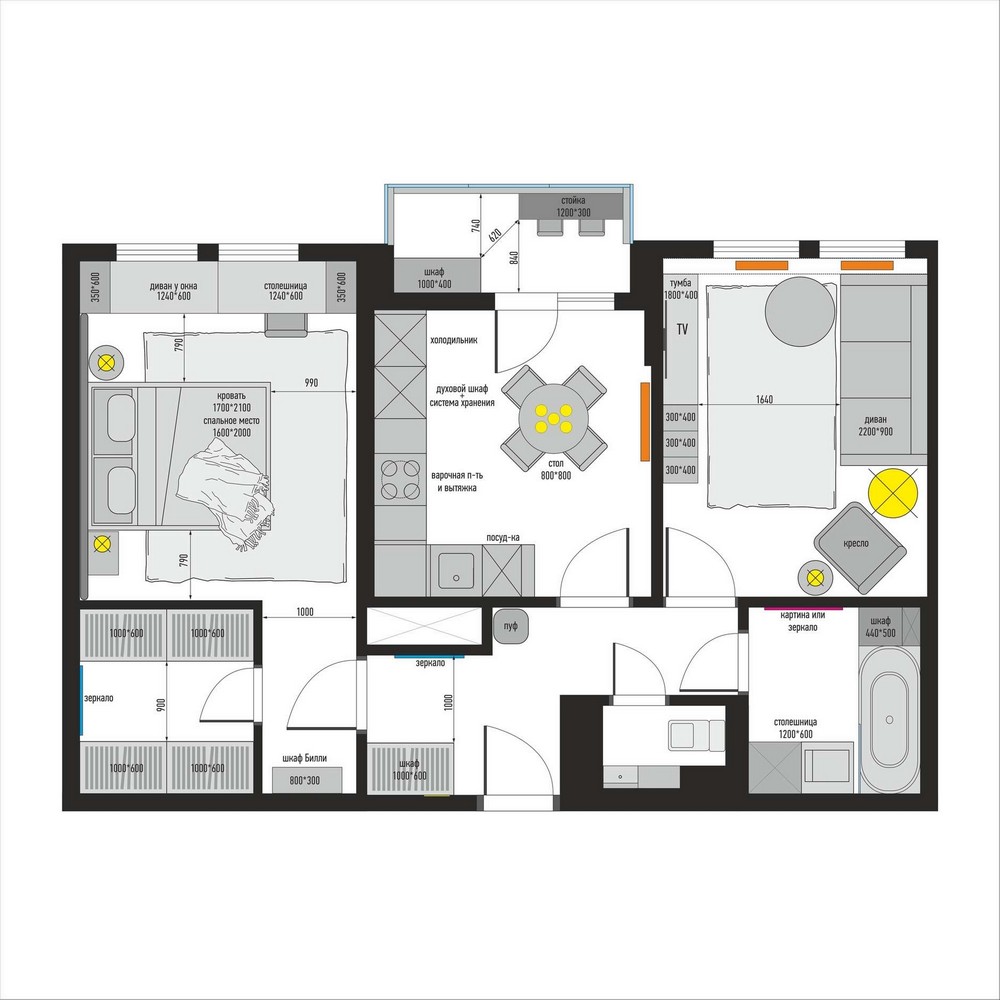 стойка
1200*300
740
620
840
шкаф
1000*400
350*600
диван у окна
1240*600
столешница
1240*600
350*600
790
990
кровать
1700*2100
спальное место
1600*2000
790
1000
холодильник
духовой шкаф
+
система хранения
варочная п-ть
и вытяжка
посуд-ка
стол
800*800
тумба
1800*400
TV
1640
300*400
300*400
300*400
диван
2200*900
кресло
1000*600
1000*600
зеркало
900
1000*600
1000*600
шкаф Билли
800*300
зеркало
1000
шкаф
1000*600
пуф
картина или
зеркало
шкаф
440*500
столешница
1200*600